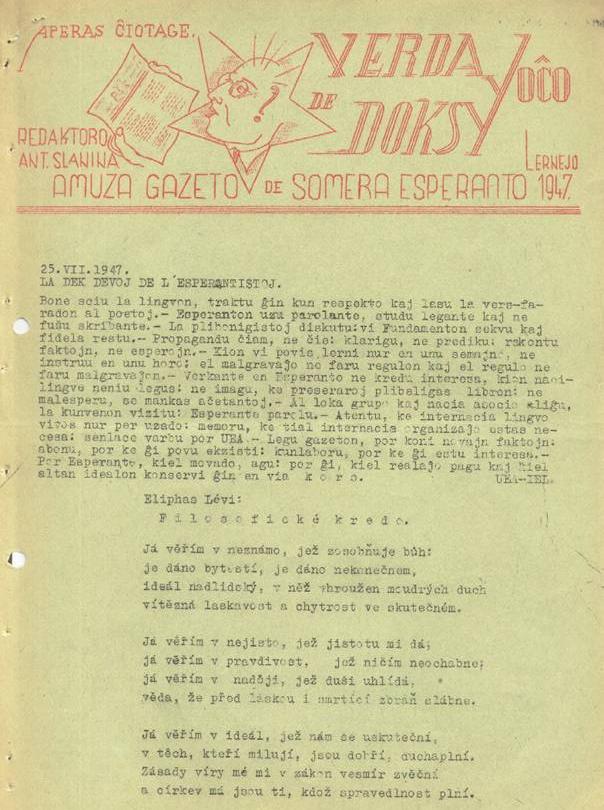 APERAS ĈIOTAGE.
VERDA VOĈO
DE DOKSY
REDAKTORO
ANT. SLANINA
LERNEJO
AMUZA GAZETO DE SOMERA ESPERANTO 1947.
25.VII.1947.
LA DEK DEVOJ DE L'ESPERANTISTOJ.
Bone sciu la lingvon, traktu ĝin kun respekto kaj lasu la vers-fa-
radon al poetoj.- Esperanton uzu parolante, studu legante kaj ne
fuŝu skribante.- La plibonigistoj diskutu: vi Fundamenton sekvu kaj
fidela restu.- Propagandu ĉiam, ne ĉie: klarigu, ne prediku: rakontu
faktojn, ne esperojn.- Kion vi povis lerni nur en unu semajno, ne
instruu en unu horo: el malgravaĵo ne faru regulon kaj el regulo ne
faru malgravaĵon.- Verkante en Esperanto ne kredu interesa, kion naci-
lingve neniu legus: ne imagu, ke preseraroj plibeligas libron: ne
malesperu, se mankas aĉetantoj.- Al loka grupo kaj nacia asocio aliĝu,
la kunvenon vizitu: Esperante parolu.- Atentu, ke internacia lingvo
vivos nur per uzado: memoru, ke tial internacia organizaĵo estas ne-
cesa: senlace varbu por UEA.- Legu gazeton, por koni novajn faktojn:
abonu, por ke ĝi povu ekzisti: kunlaboru, por ke ĝi estu interesa.-
Por Esperanto, kiel movado, agu: por ĝi, kiel realaĵo pagu kaj kiel
altan idealon konservi ĝin en via k o r o. UEA-IEL.
Eliphas Lévi:
F i l o s o f i c k é k r e d o.
Já věřím v neznámo, jež zosobňuje bůh:
je dáno bytostí, je dáno nekonečnem,
ideál nadlidský, v něž vhroužen moudrých duch
vítězná laskavost a chytrost ve skutečném.
Já věřím v nejisto, jež jistotu mi dá;
já věřím v pravdivost, jež ničím neochabne;
já věřím v naději, jež duši uhlídá,
věda, že před láskou i smrtící zbraň slábne.
Já věřím v ideál, jež nám se uskuteční,
v těch, kteří milují, jsou dobří, duchaplní.
Zásady víry mé mi v zákon vesmír zvěční
a církev má jsou ti, kdož spravedlnost plní.